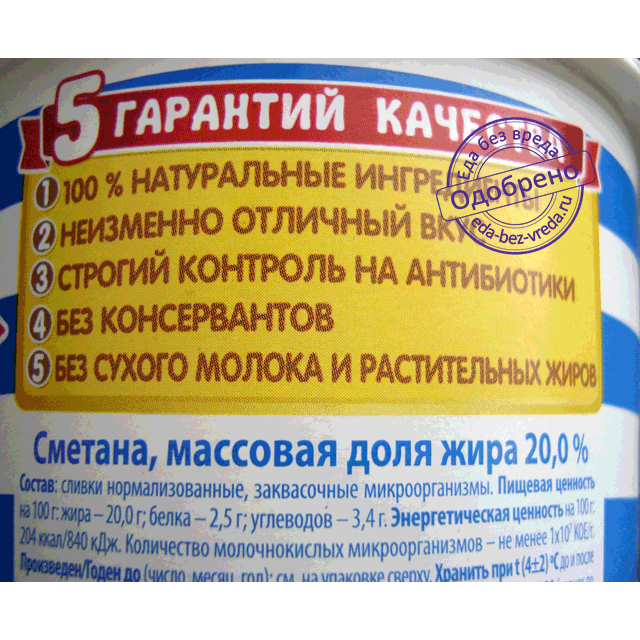 5 ГАРАНТИЙ КАЧЕСТВА
1 100 % НАТУРАЛЬНЫЕ ИНГРЕДИЕНТЫ
2 НЕИЗМЕННО ОТЛИЧНЫЙ ВКУС
3 СТРОГИЙ КОНТРОЛЬ НА АНТИБИОТИКИ
4 БЕЗ КОНСЕРВАНТОВ
5 БЕЗ СУХОГО МОЛОКА И РАСТИТЕЛЬНЫХ ЖИРОВ
Еда без вреда
Одобрено
eda-bez-vreda.ru
Сметана, массовая доля жира 20,0 %
Состав: сливки нормализованные, заквасочные микроорганизмы. Пищевая ценность
на 100 г: жира – 20,0 г; белка – 2,5 г; углеводов – 3,4 г. Энергетическая ценность на 100 г:
204 ккал/840 кДж. Количество молочнокислых микроорганизмов – не менее 1х10⁷ КОЕ/г.
Произведен/Годен до (число, месяц, год): см. на упаковке сверху. Хранить при t (4±2) °С до и после